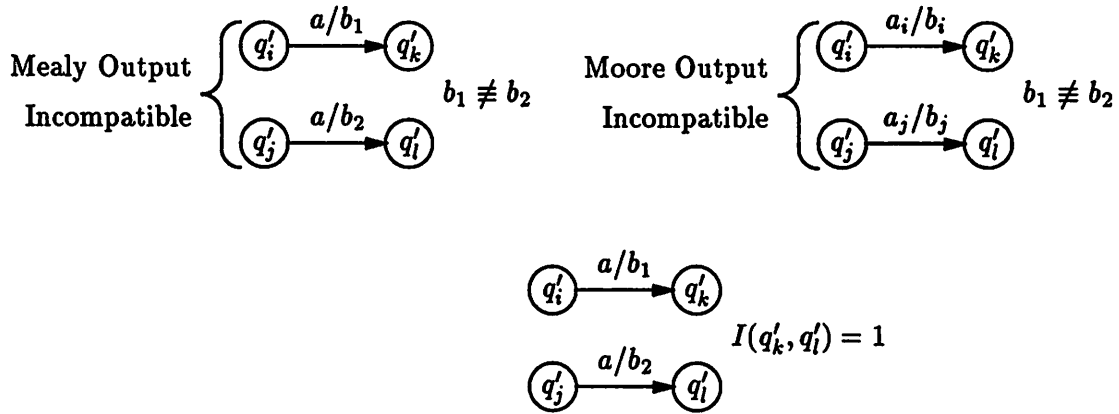 Mealy Output
Incompatible
q′ᵢ a/b₁ q′ₖ
q′ⱼ a/b₂ q′ₗ
b₁ ≢ b₂
Moore Output
Incompatible
q′ᵢ aᵢ/bᵢ q′ₖ
q′ⱼ aⱼ/bⱼ q′ₗ
b₁ ≢ b₂
q′ᵢ a/b₁ q′ₖ
I(q′ₖ, q′ₗ) = 1
q′ⱼ a/b₂ q′ₗ